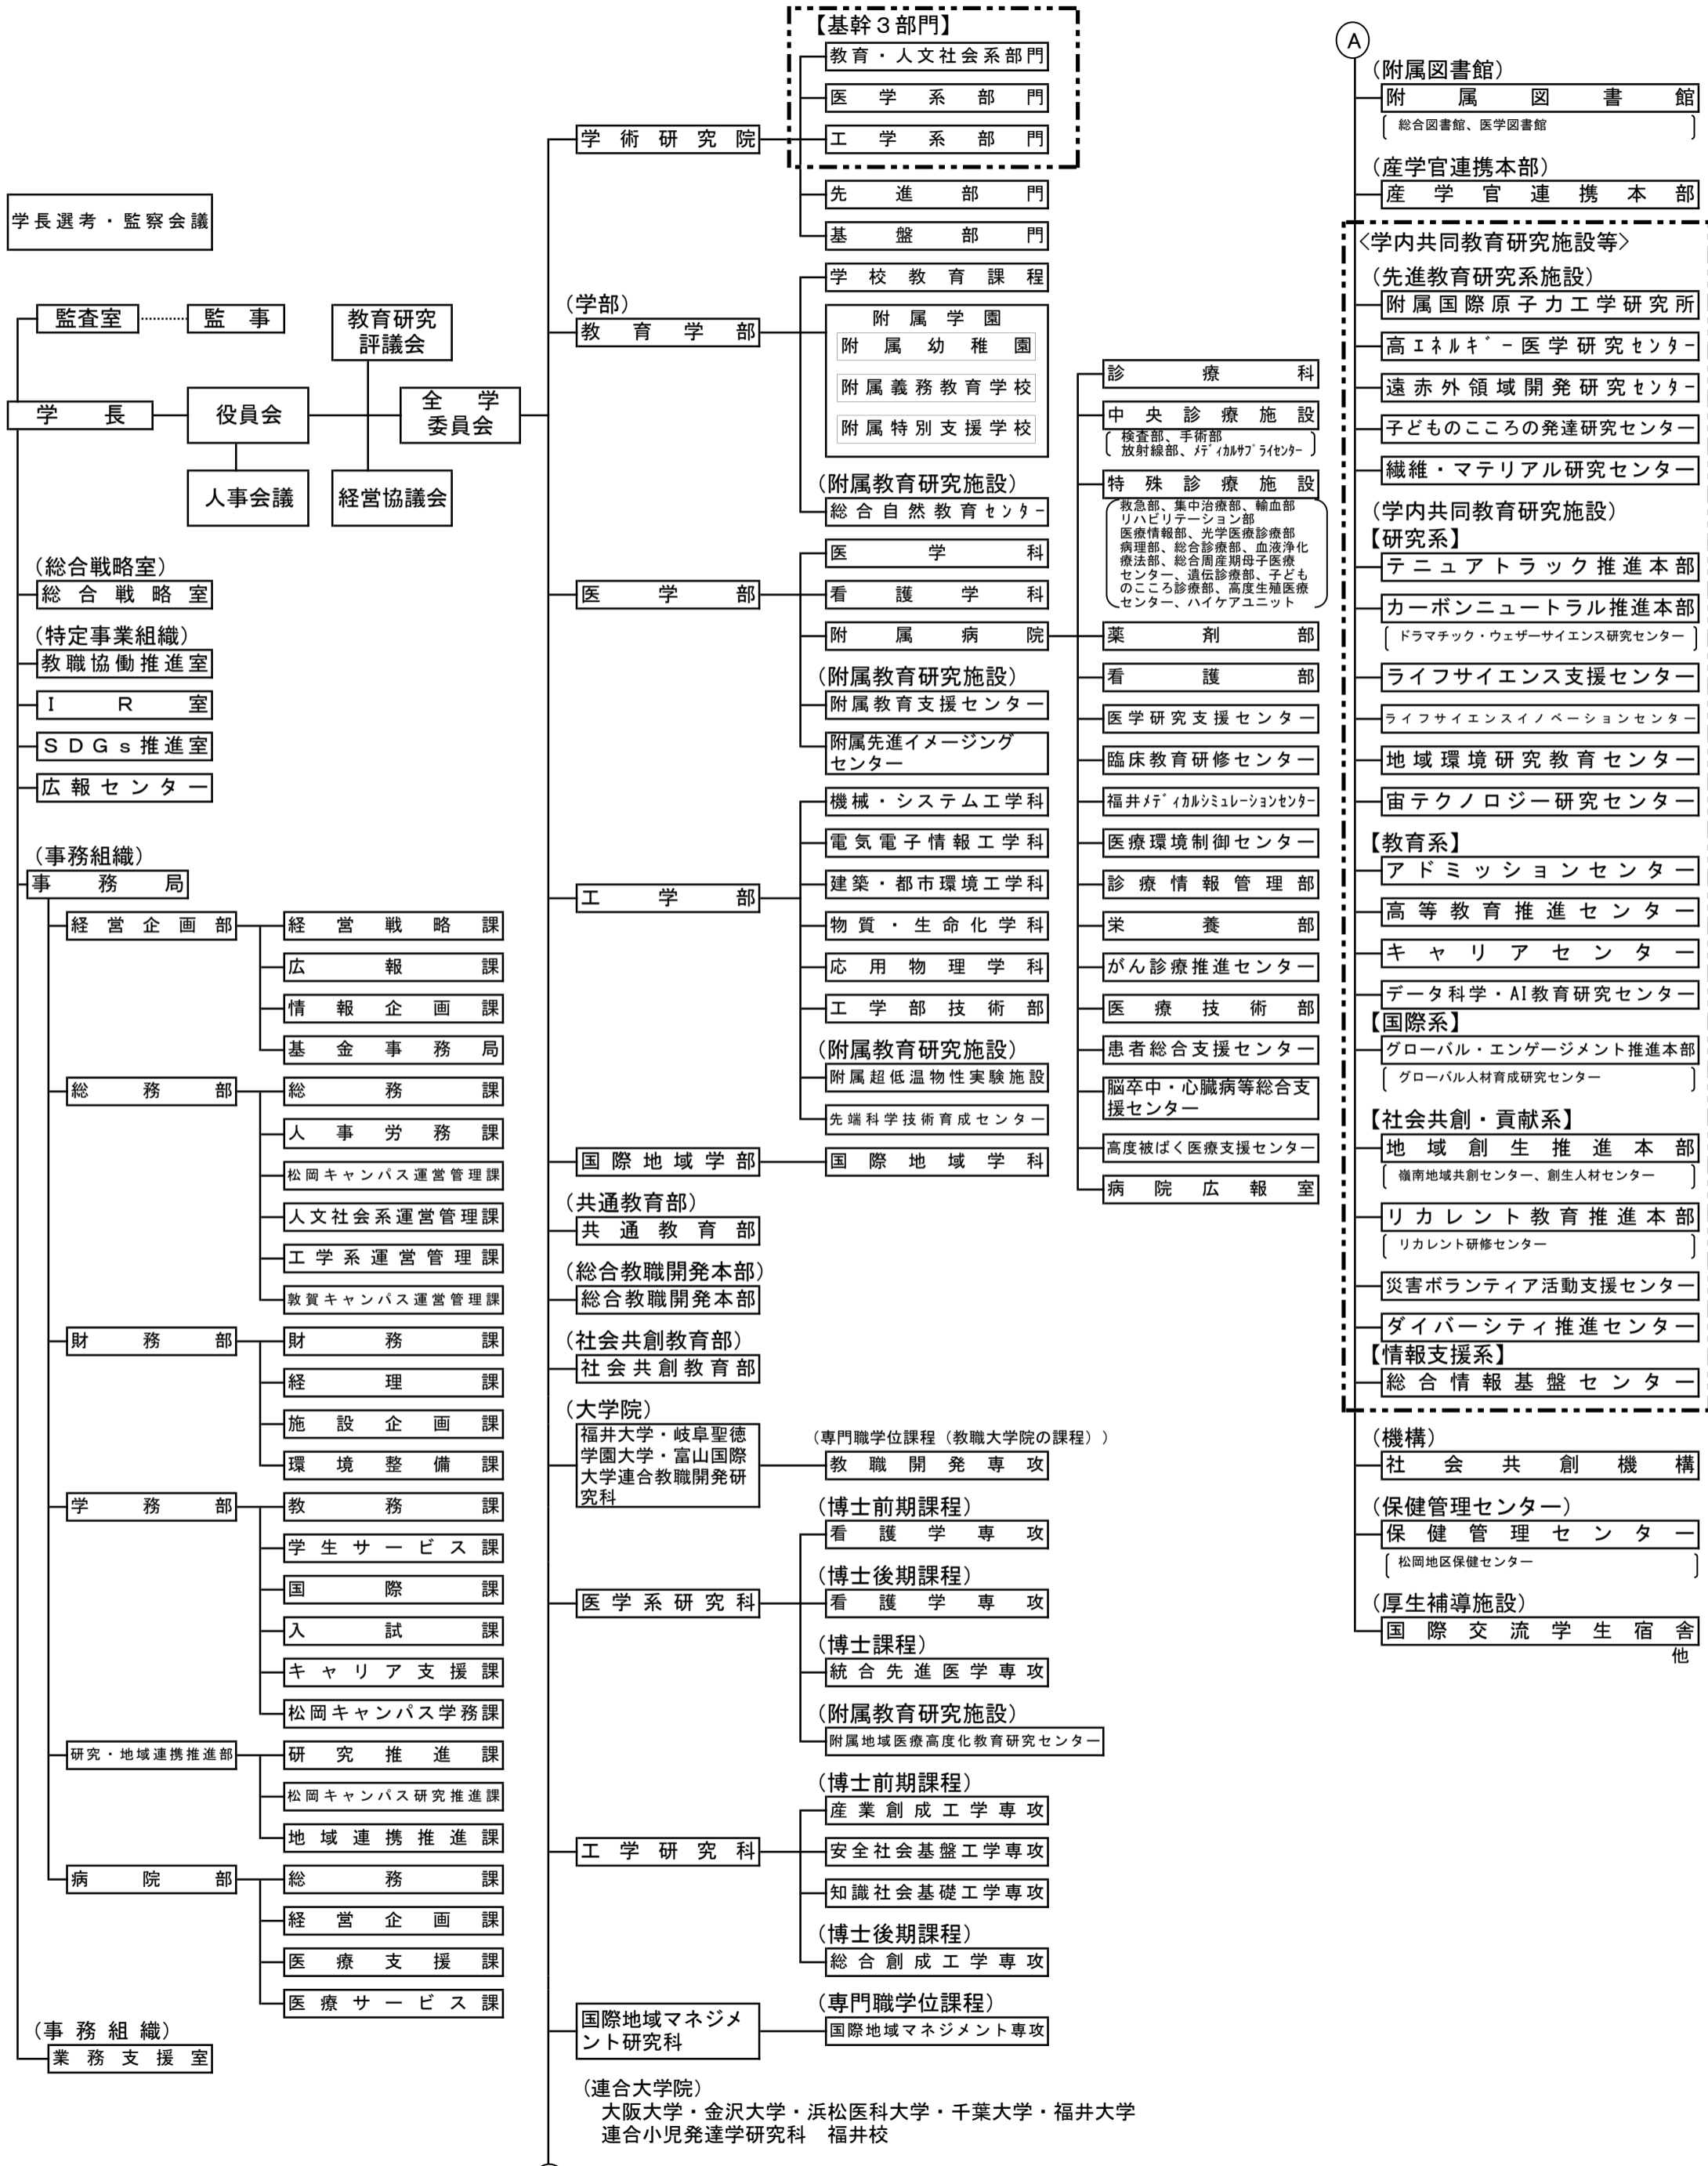 学長選考・監察会議
監査室
監事
教育研究
評議会
学長
役員会
全学
委員会
人事会議
経営協議会
(総合戦略室)
総合戦略室
(特定事業組織)
教職協働推進室
IR室
SDGs推進室
広報センター
(事務組織)
事務局
経営企画部
経営戦略課
広報課
情報企画課
基金事務局
総務部
総務課
人事労務課
松岡キャンパス運営管理課
人文社会系運営管理課
工学系運営管理課
敦賀キャンパス運営管理課
財務部
財務課
経理課
施設企画課
環境整備課
学務部
教務課
学生サービス課
国際課
入試課
キャリア支援課
松岡キャンパス学務課
研究・地域連携推進部
研究推進課
松岡キャンパス研究推進課
地域連携推進課
病院部
総務課
経営企画課
医療支援課
医療サービス課
(事務組織)
業務支援室
学術研究院
【基幹3部門】
教育・人文社会系部門
医学系部門
工学系部門
先進部門
基盤部門
(学部)
教育学部
学校教育課程
附属学園
附属幼稚園
附属義務教育学校
附属特別支援学校
(附属教育研究施設)
総合自然教育センター
医学部
医学科
看護学科
附属病院
(附属教育研究施設)
附属教育支援センター
附属先進イメージング
センター
診療科
中央診療施設
検査部、手術部
放射線部、メディカルサプライセンター
特殊診療施設
救急部、集中治療部、輸血部
リハビリテーション部
医療情報部、光学医療診療部
病理部、総合診療部、血液浄化
療法部、総合周産期母子医療
センター、遺伝診療部、子ども
のこころ診療部、高度生殖医療
センター、ハイケアユニット
薬剤部
看護部
医学研究支援センター
臨床教育研修センター
福井メディカルシミュレーションセンター
医療環境制御センター
診療情報管理部
栄養部
がん診療推進センター
医療技術部
患者総合支援センター
脳卒中・心臓病等総合支
援センター
高度被ばく医療支援センター
病院広報室
工学部
機械・システム工学科
電気電子情報工学科
建築・都市環境工学科
物質・生命化学科
応用物理学科
工学部技術部
(附属教育研究施設)
附属超低温物性実験施設
先端科学技術育成センター
国際地域学部
国際地域学科
(共通教育部)
共通教育部
(総合教職開発本部)
総合教職開発本部
(社会共創教育部)
社会共創教育部
(大学院)
福井大学・岐阜聖徳
学園大学・富山国際
大学連合教職開発研
究科
(専門職学位課程(教職大学院の課程))
教職開発専攻
医学系研究科
(博士前期課程)
看護学専攻
(博士後期課程)
看護学専攻
(博士課程)
統合先進医学専攻
(附属教育研究施設)
附属地域医療高度化教育研究センター
工学研究科
(博士前期課程)
産業創成工学専攻
安全社会基盤工学専攻
知識社会基礎工学専攻
(博士後期課程)
総合創成工学専攻
国際地域マネジメ
ント研究科
(専門職学位課程)
国際地域マネジメント専攻
(連合大学院)
大阪大学・金沢大学・浜松医科大学・千葉大学・福井大学
連合小児発達学研究科 福井校
A
(附属図書館)
附属図書館
総合図書館、医学図書館
(産学官連携本部)
産学官連携本部
<学内共同教育研究施設等>
(先進教育研究系施設)
附属国際原子力工学研究所
高エネルギー医学研究センター
遠赤外領域開発研究センター
子どものこころの発達研究センター
繊維・マテリアル研究センター
(学内共同教育研究施設)
【研究系】
テニュアトラック推進本部
カーボンニュートラル推進本部
ドラマチック・ウェザーサイエンス研究センター
ライフサイエンス支援センター
ライフサイエンスイノベーションセンター
地域環境研究教育センター
宙テクノロジー研究センター
【教育系】
アドミッションセンター
高等教育推進センター
キャリアセンター
データ科学・AI教育研究センター
【国際系】
グローバル・エンゲージメント推進本部
グローバル人材育成研究センター
【社会共創・貢献系】
地域創生推進本部
嶺南地域共創センター、創生人材センター
リカレント教育推進本部
リカレント研修センター
災害ボランティア活動支援センター
ダイバーシティ推進センター
【情報支援系】
総合情報基盤センター
(機構)
社会共創機構
(保健管理センター)
保健管理センター
松岡地区保健センター
(厚生補導施設)
国際交流学生宿舎
他